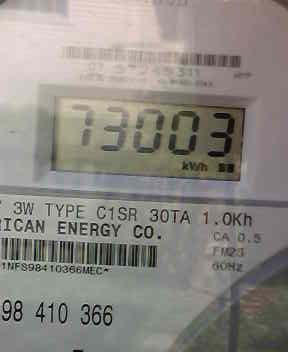 73003
kWh
3W TYPE C1SR 30TA 1.0Kh
RICAN ENERGY CO.
CA 0.5
FM2S
60Hz
1NFS98410366MEC*
98 410 366